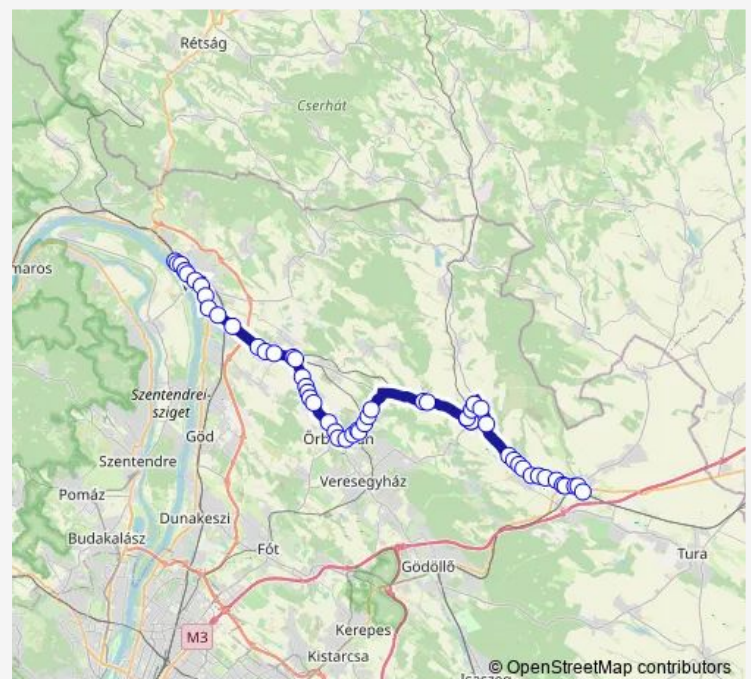 Rétság
Cserhát
maros
Szentendrei-
sziget
Göd
Szentendre
Veresegyház
Pomáz
Dunakeszi
Budakalász
Fót
Gödöllő
Tura
M3
Kerepes
Kistarcsa
© OpenStreetMap contributors